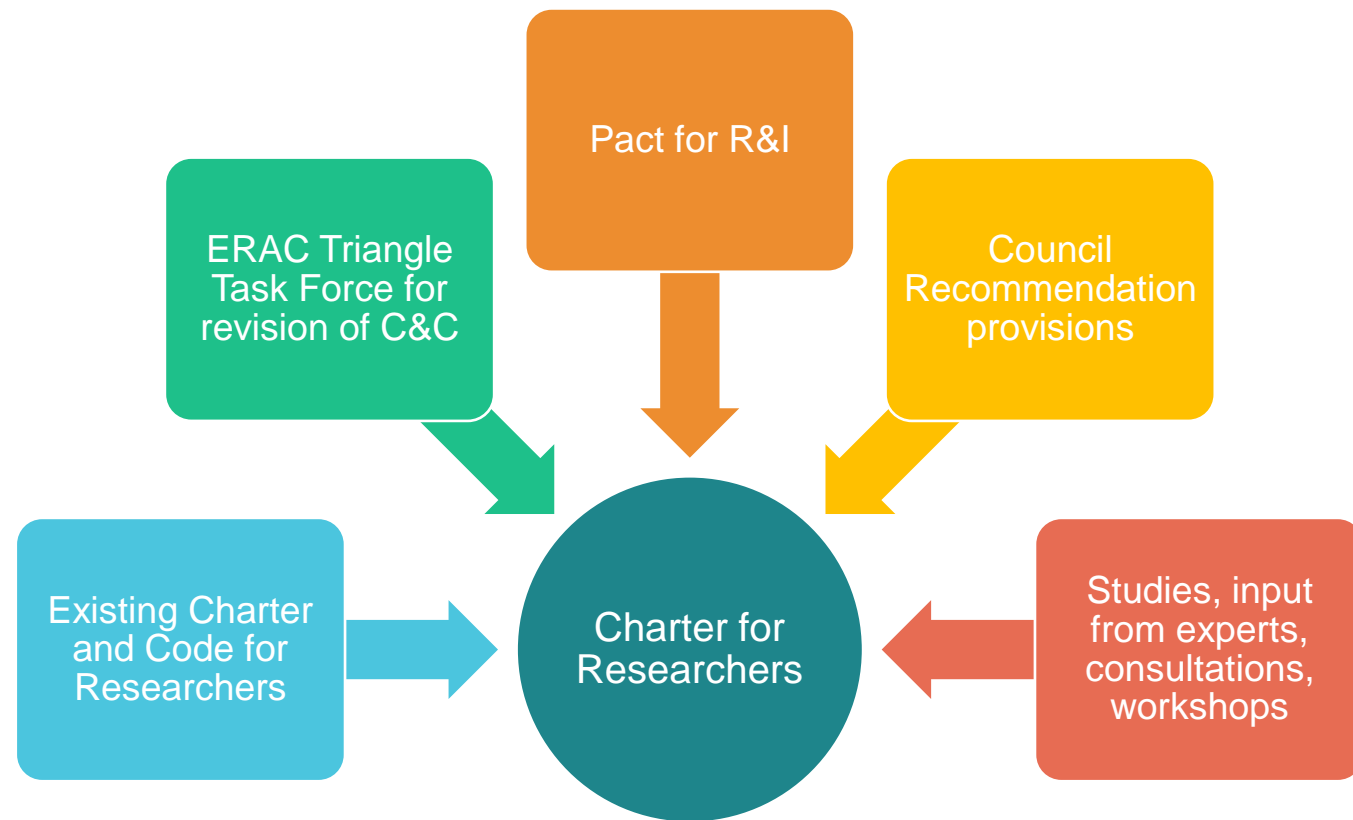 Pact for R&I
ERAC Triangle
Task Force for
revision of C&C
Council
Recommendation
provisions
Existing Charter
and Code for
Researchers
Charter for
Researchers
Studies, input
from experts,
consultations,
workshops